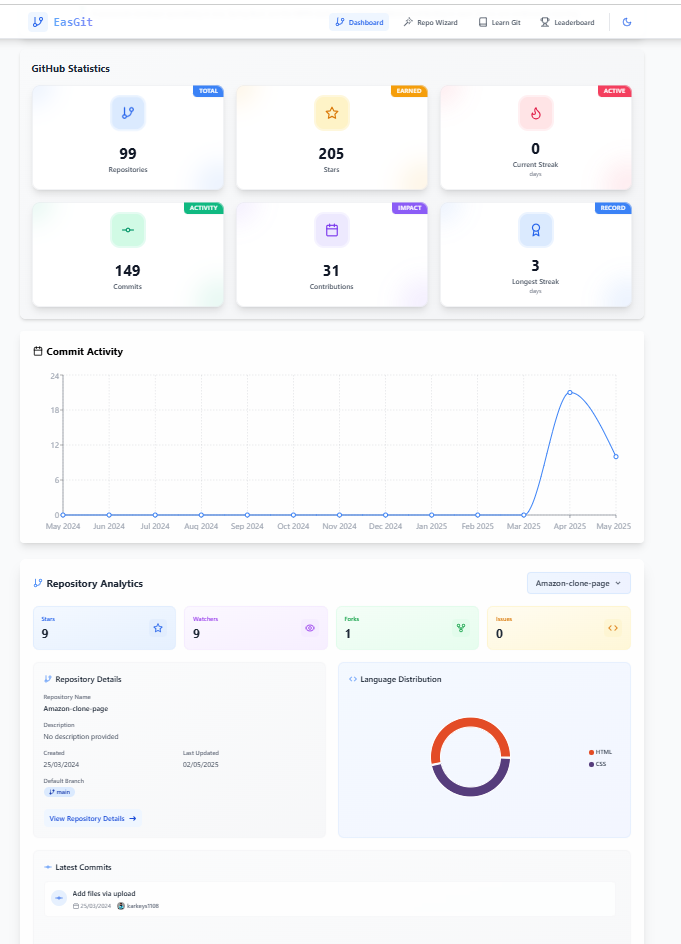 EasGit
Dashboard
Repo Wizard
Learn Git
Leaderboard
GitHub Statistics
TOTAL
99
Repositories
EARNED
205
Stars
ACTIVE
0
Current Streak
days
ACTIVITY
149
Commits
IMPACT
31
Contributions
RECORD
3
Longest Streak
days
Commit Activity
24
18
12
6
0
May 2024 Jun 2024 Jul 2024 Aug 2024 Sep 2024 Oct 2024 Nov 2024 Dec 2024 Jan 2025 Feb 2025 Mar 2025 Apr 2025 May 2025
Repository Analytics
Amazon-clone-page
Stars
9
Watchers
9
Forks
1
Issues
0
Repository Details
Repository Name
Amazon-clone-page
Description
No description provided
Created
25/03/2024
Last Updated
02/05/2025
Default Branch
main
View Repository Details
Language Distribution
HTML
CSS
Latest Commits
Add files via upload
25/03/2024 karkeys1108